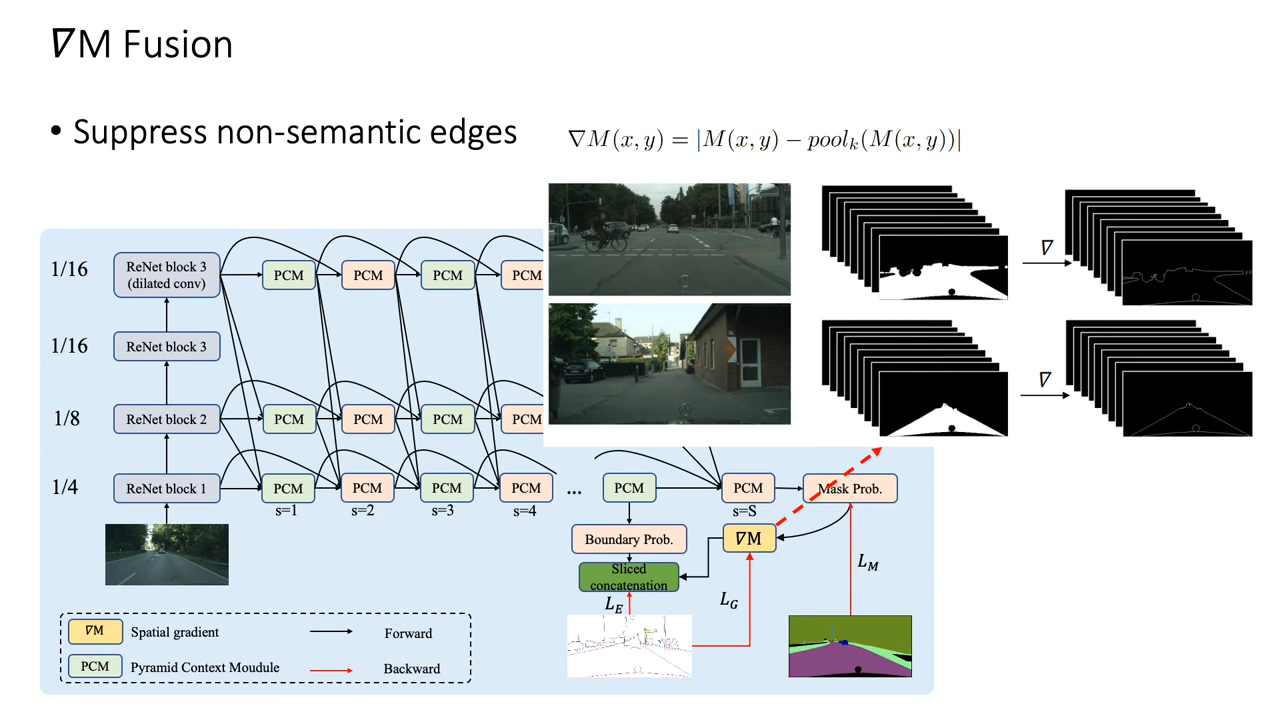 ∇M Fusion
• Suppress non-semantic edges
∇M(x, y) = |M(x, y) − pool_k(M(x, y))|
∇
∇
1/16
ReNet block 3
(dilated conv)
PCM
PCM
PCM
PCM
1/16
ReNet block 3
1/8
ReNet block 2
PCM
PCM
PCM
PCM
1/4
ReNet block 1
PCM
PCM
PCM
PCM
...
PCM
PCM
Mask Prob.
s=1
s=2
s=3
s=4
s=S
Boundary Prob.
∇M
Sliced
concatenation
L_E
L_G
L_M
∇M
Spatial gradient
Forward
PCM
Pyramid Context Moudule
Backward